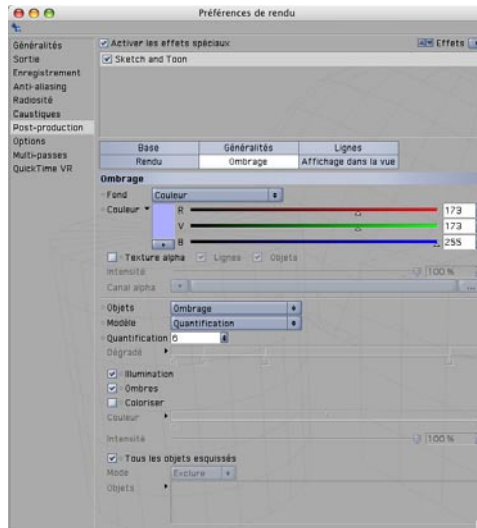 Préférences de rendu
Généralités
Sortie
Enregistrement
Anti-aliasing
Radiosité
Caustiques
Post-production
Options
Multi-passes
QuickTime VR
Activer les effets spéciaux
Effets
Sketch and Toon
Base
Généralités
Lignes
Rendu
Ombrage
Affichage dans la vue
Ombrage
Fond
Couleur
Couleur
R
173
V
173
B
255
Texture alpha
Lignes
Objets
Intensité
100 %
Canal alpha
...
Objets
Ombrage
Modèle
Quantification
Quantification
6
Dégradé
Illumination
Ombres
Coloriser
Couleur
Intensité
100 %
Tous les objets esquissés
Mode
Exclure
Objets